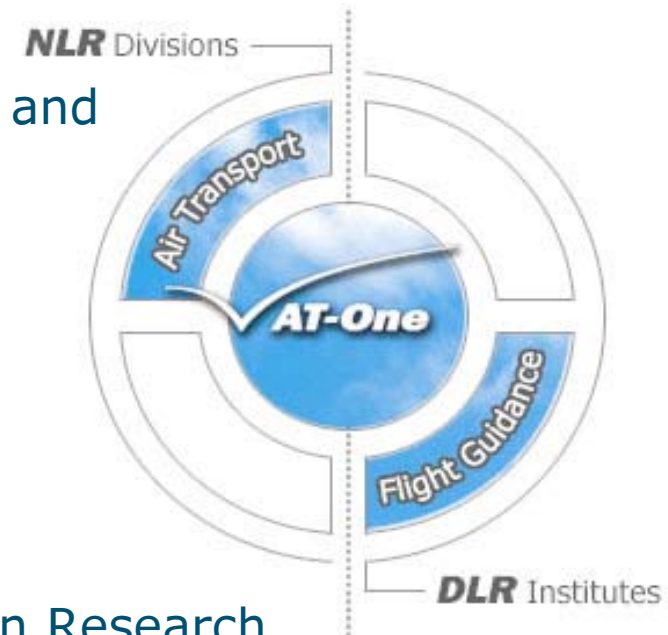 NLR Divisions
and
Air Transport
AT-One
Flight Guidance
DLR Institutes
n Research